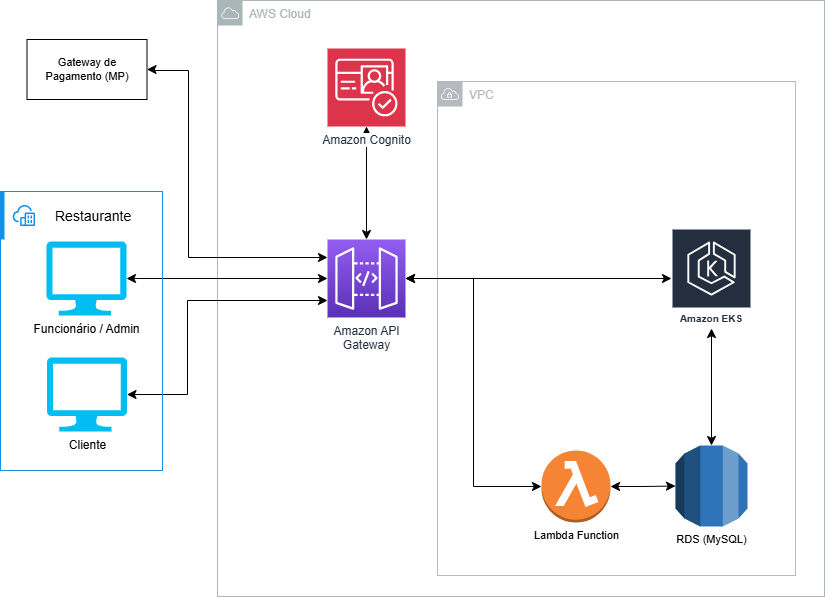 AWS Cloud
Gateway de
Pagamento (MP)
Amazon Cognito
VPC
Restaurante
Funcionário / Admin
Cliente
</>
Amazon API
Gateway
K
Amazon EKS
Lambda Function
RDS (MySQL)